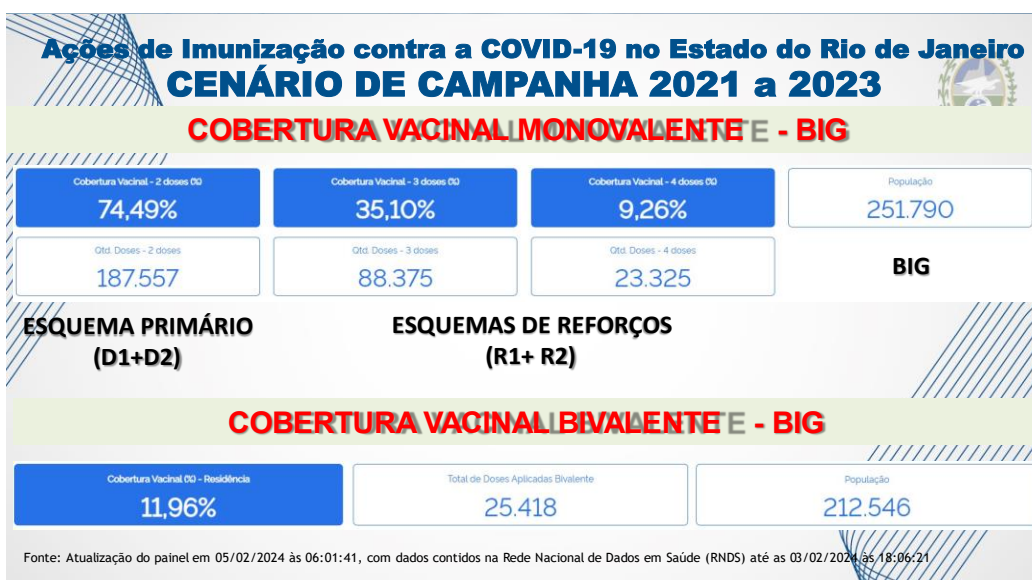 Ações de Imunização contra a COVID-19 no Estado do Rio de Janeiro
CENÁRIO DE CAMPANHA 2021 a 2023
COBERTURA VACINAL MONOVALENTE - BIG
Cobertura Vacinal - 2 doses (%)
74,49%
Cobertura Vacinal - 3 doses (%)
35,10%
Cobertura Vacinal - 4 doses (%)
9,26%
População
251.790
Qtd. Doses - 2 doses
187.557
Qtd. Doses - 3 doses
88.375
Qtd. Doses - 4 doses
23.325
BIG
ESQUEMA PRIMÁRIO
(D1+D2)
ESQUEMAS DE REFORÇOS
(R1+ R2)
COBERTURA VACINAL BIVALENTE - BIG
Cobertura Vacinal (%) - Residência
11,96%
Total de Doses Aplicadas Bivalente
25.418
População
212.546
Fonte: Atualização do painel em 05/02/2024 às 06:01:41, com dados contidos na Rede Nacional de Dados em Saúde (RNDS) até as 03/02/2024 às 18:06:21